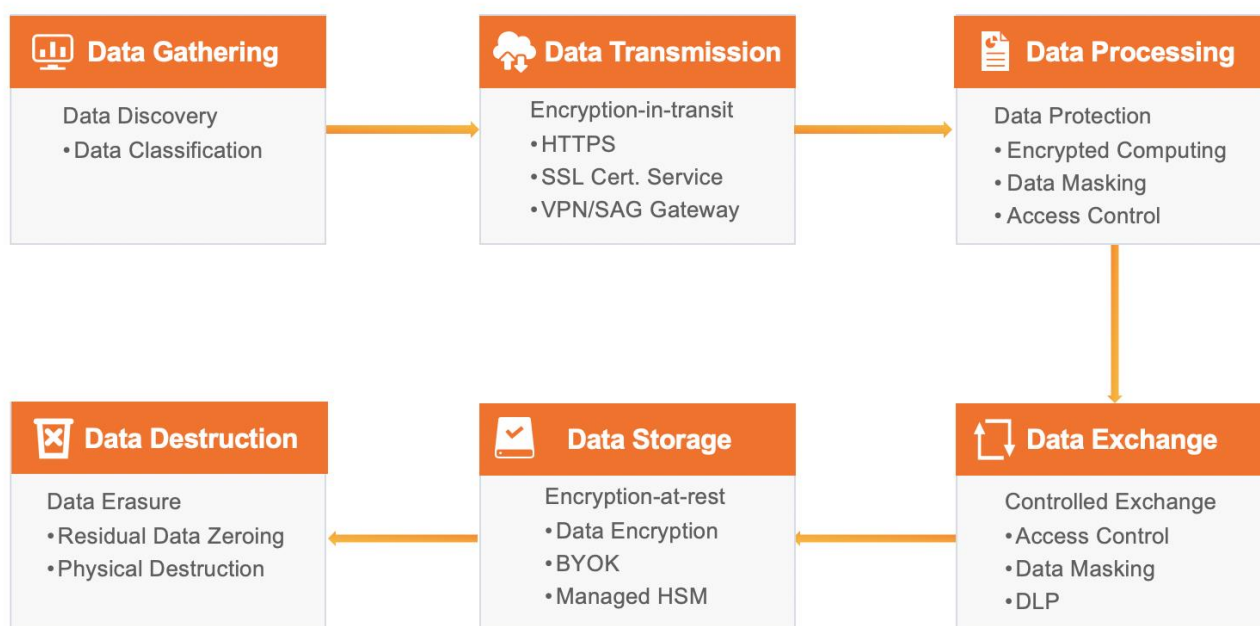 Data Gathering
Data Discovery
•Data Classification
Data Transmission
Encryption-in-transit
•HTTPS
•SSL Cert. Service
•VPN/SAG Gateway
Data Processing
Data Protection
•Encrypted Computing
•Data Masking
•Access Control
Data Exchange
Controlled Exchange
•Access Control
•Data Masking
•DLP
Data Storage
Encryption-at-rest
•Data Encryption
•BYOK
•Managed HSM
Data Destruction
Data Erasure
•Residual Data Zeroing
•Physical Destruction